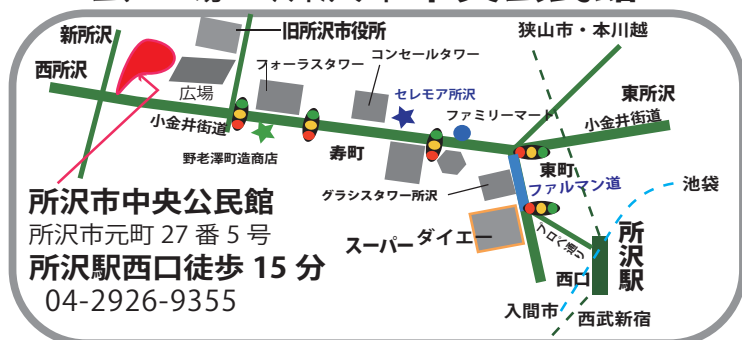 新所沢
旧所沢市役所
狭山市・本川越
西所沢
フォーラスタワー
コンセールタワー
広場
セレモア所沢
東所沢
小金井街道
ファミリーマート
小金井街道
野老澤町造商店
寿町
東町
グラシスタワー所沢
ファルマン道
池袋
所沢市中央公民館
所沢市元町 27 番 5 号
スーパー ダイエー
所沢駅西口徒歩 15 分
プロペ通り
所沢駅
西口
04-2926-9355
入間市
西武新宿